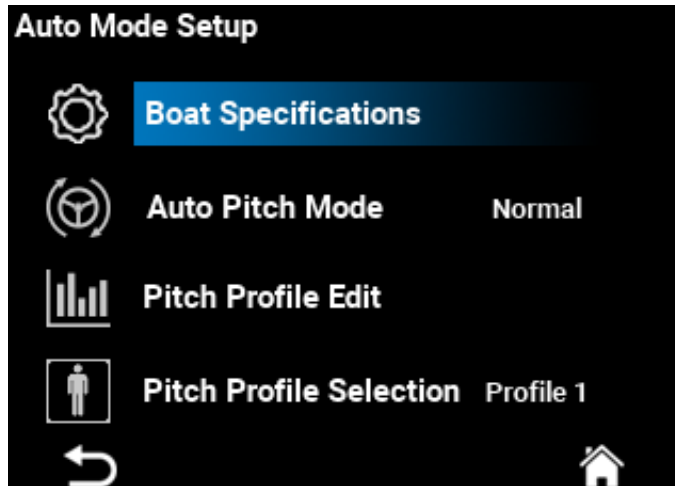 Auto Mode Setup
Boat Specifications
Auto Pitch Mode Normal
Pitch Profile Edit
Pitch Profile Selection Profile 1